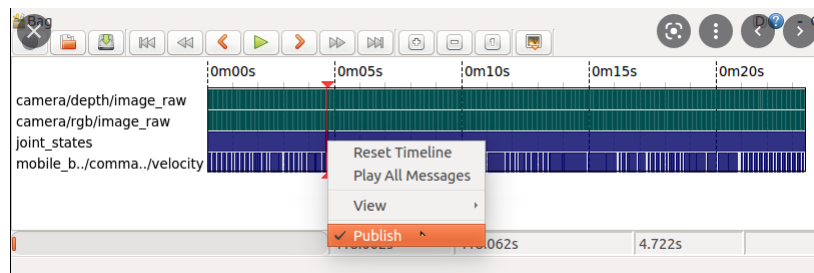 Bag
D
0m00s 0m05s 0m10s 0m15s 0m20s
camera/depth/image_raw
camera/rgb/image_raw
joint_states
mobile_b../comma../velocity
Reset Timeline
Play All Messages
View
Publish
.062s
4.722s